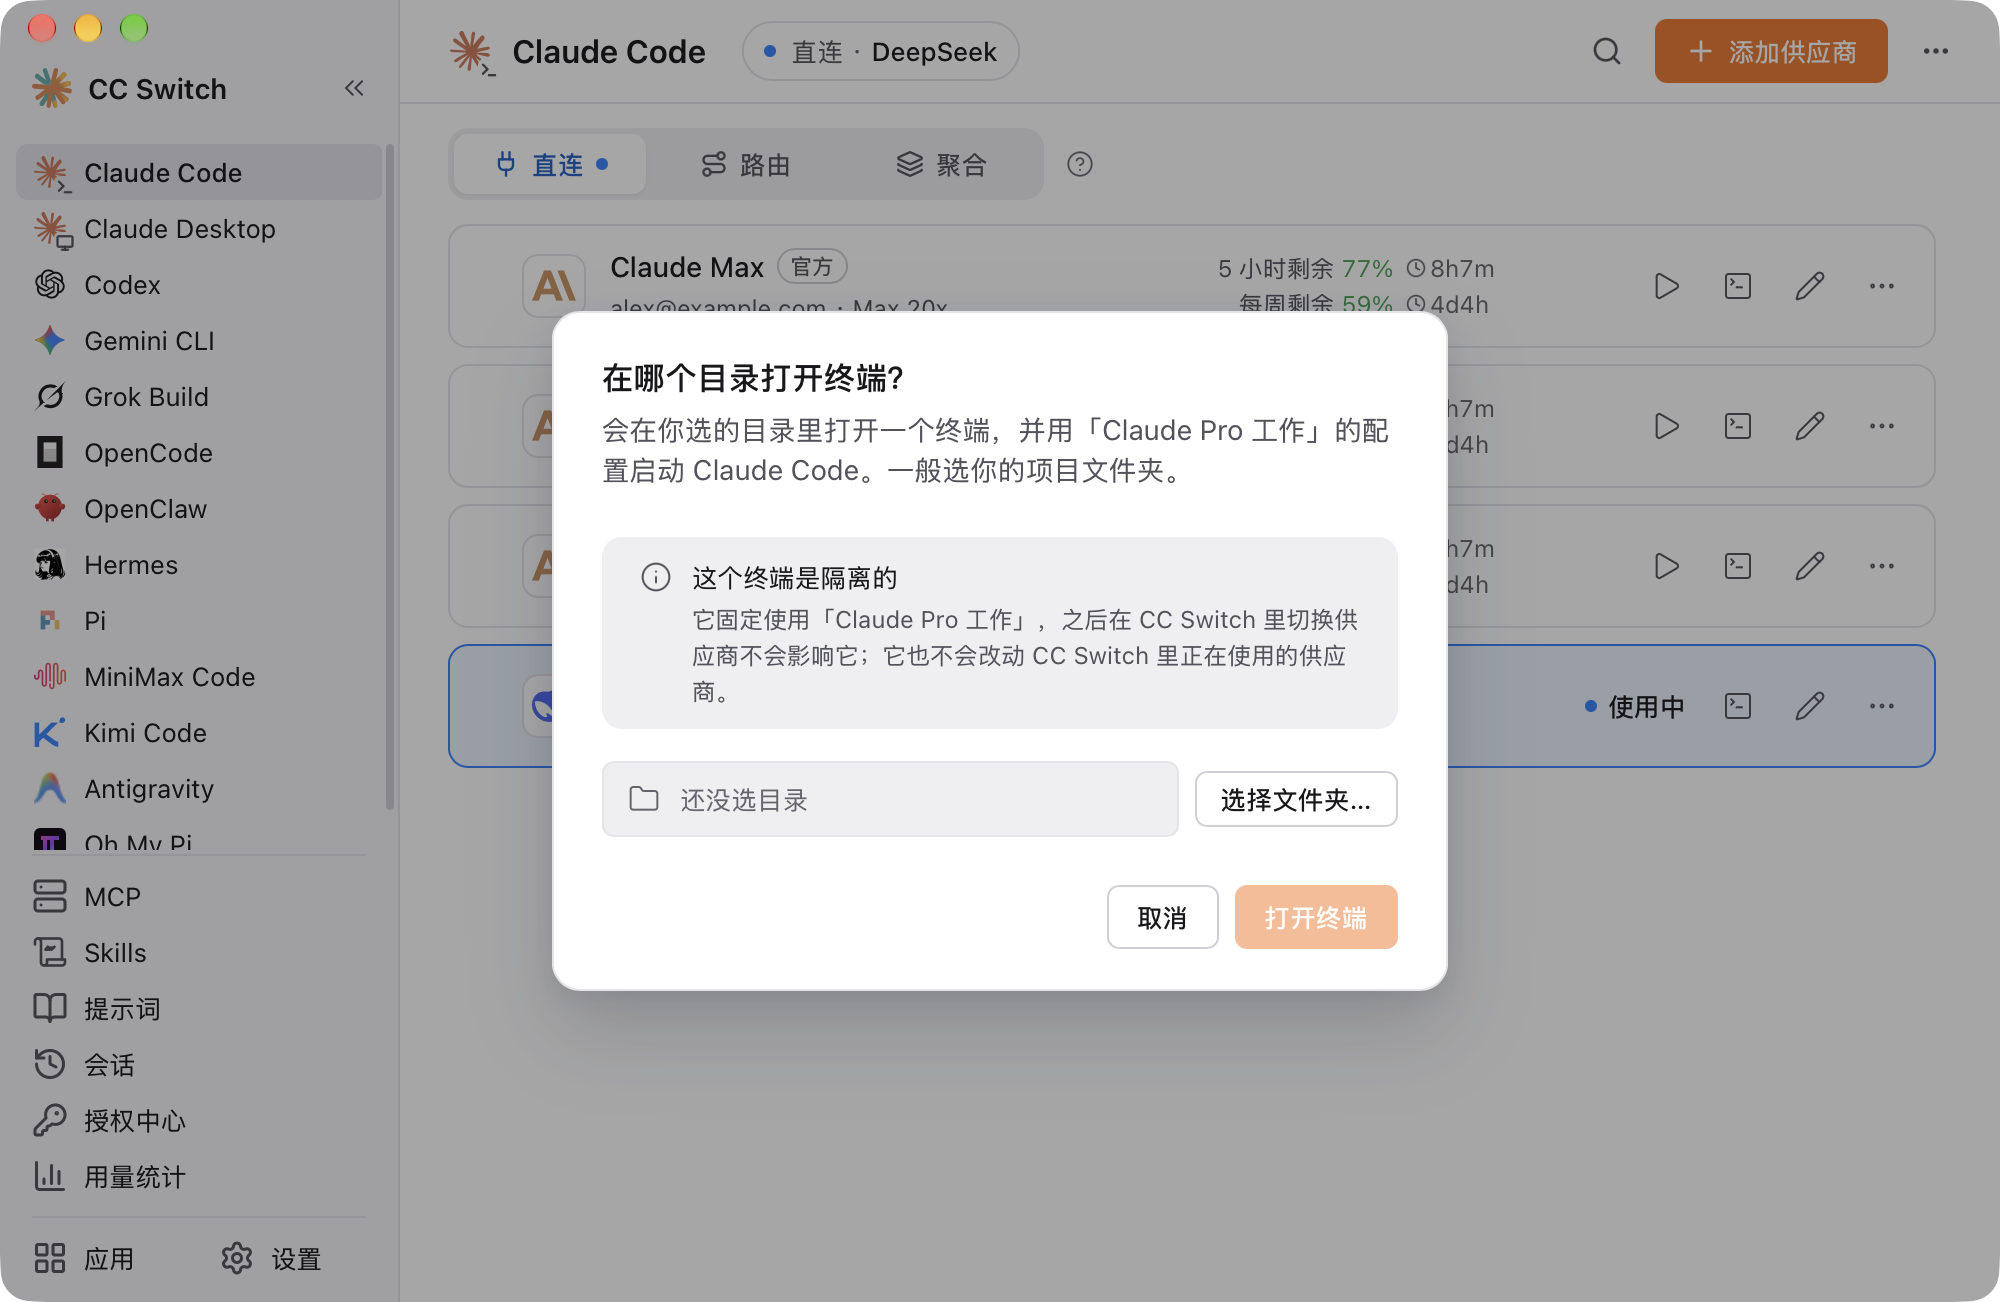 CC Switch
Claude Code
Claude Desktop
Codex
Gemini CLI
Grok Build
OpenCode
OpenClaw
Hermes
Pi
MiniMax Code
Kimi Code
Antigravity
Oh My Pi
MCP
Skills
提示词
会话
授权中心
用量统计
应用
设置
Claude Code
直连 · DeepSeek
添加供应商
直连
路由
聚合
Claude Max 官方
alex@example.com · Max 20x
5 小时剩余 77% 8h7m
每周剩余 59% 4d4h
h7m
d4h
h7m
d4h
使用中
在哪个目录打开终端?
会在你选的目录里打开一个终端，并用「Claude Pro 工作」的配
置启动 Claude Code。一般选你的项目文件夹。
这个终端是隔离的
它固定使用「Claude Pro 工作」，之后在 CC Switch 里切换供
应商不会影响它；它也不会改动 CC Switch 里正在使用的供应
商。
还没选目录
选择文件夹...
取消
打开终端